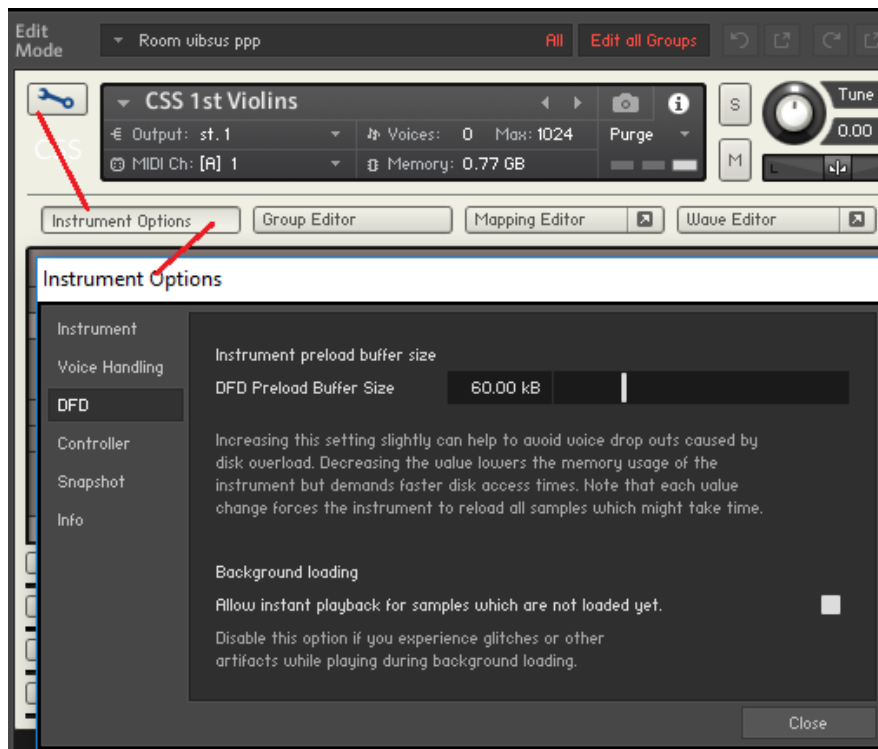 Edit
Mode
Room vibsus ppp
All
Edit all Groups
CSS 1st Violins
S
Tune
Output: st. 1
Voices: 0 Max: 1024
Purge
0.00
CSS
MIDI Ch: [A] 1
Memory: 0.77 GB
M
L
Instrument Options
Group Editor
Mapping Editor
Wave Editor
Instrument Options
Instrument
Voice Handling
DFD
Controller
Snapshot
Info
Instrument preload buffer size
DFD Preload Buffer Size 60.00 kB
Increasing this setting slightly can help to avoid voice drop outs caused by
disk overload. Decreasing the value lowers the memory usage of the
instrument but demands faster disk access times. Note that each value
change forces the instrument to reload all samples which might take time.
Background loading
Allow instant playback for samples which are not loaded yet.
Disable this option if you experience glitches or other
artifacts while playing during background loading.
Close